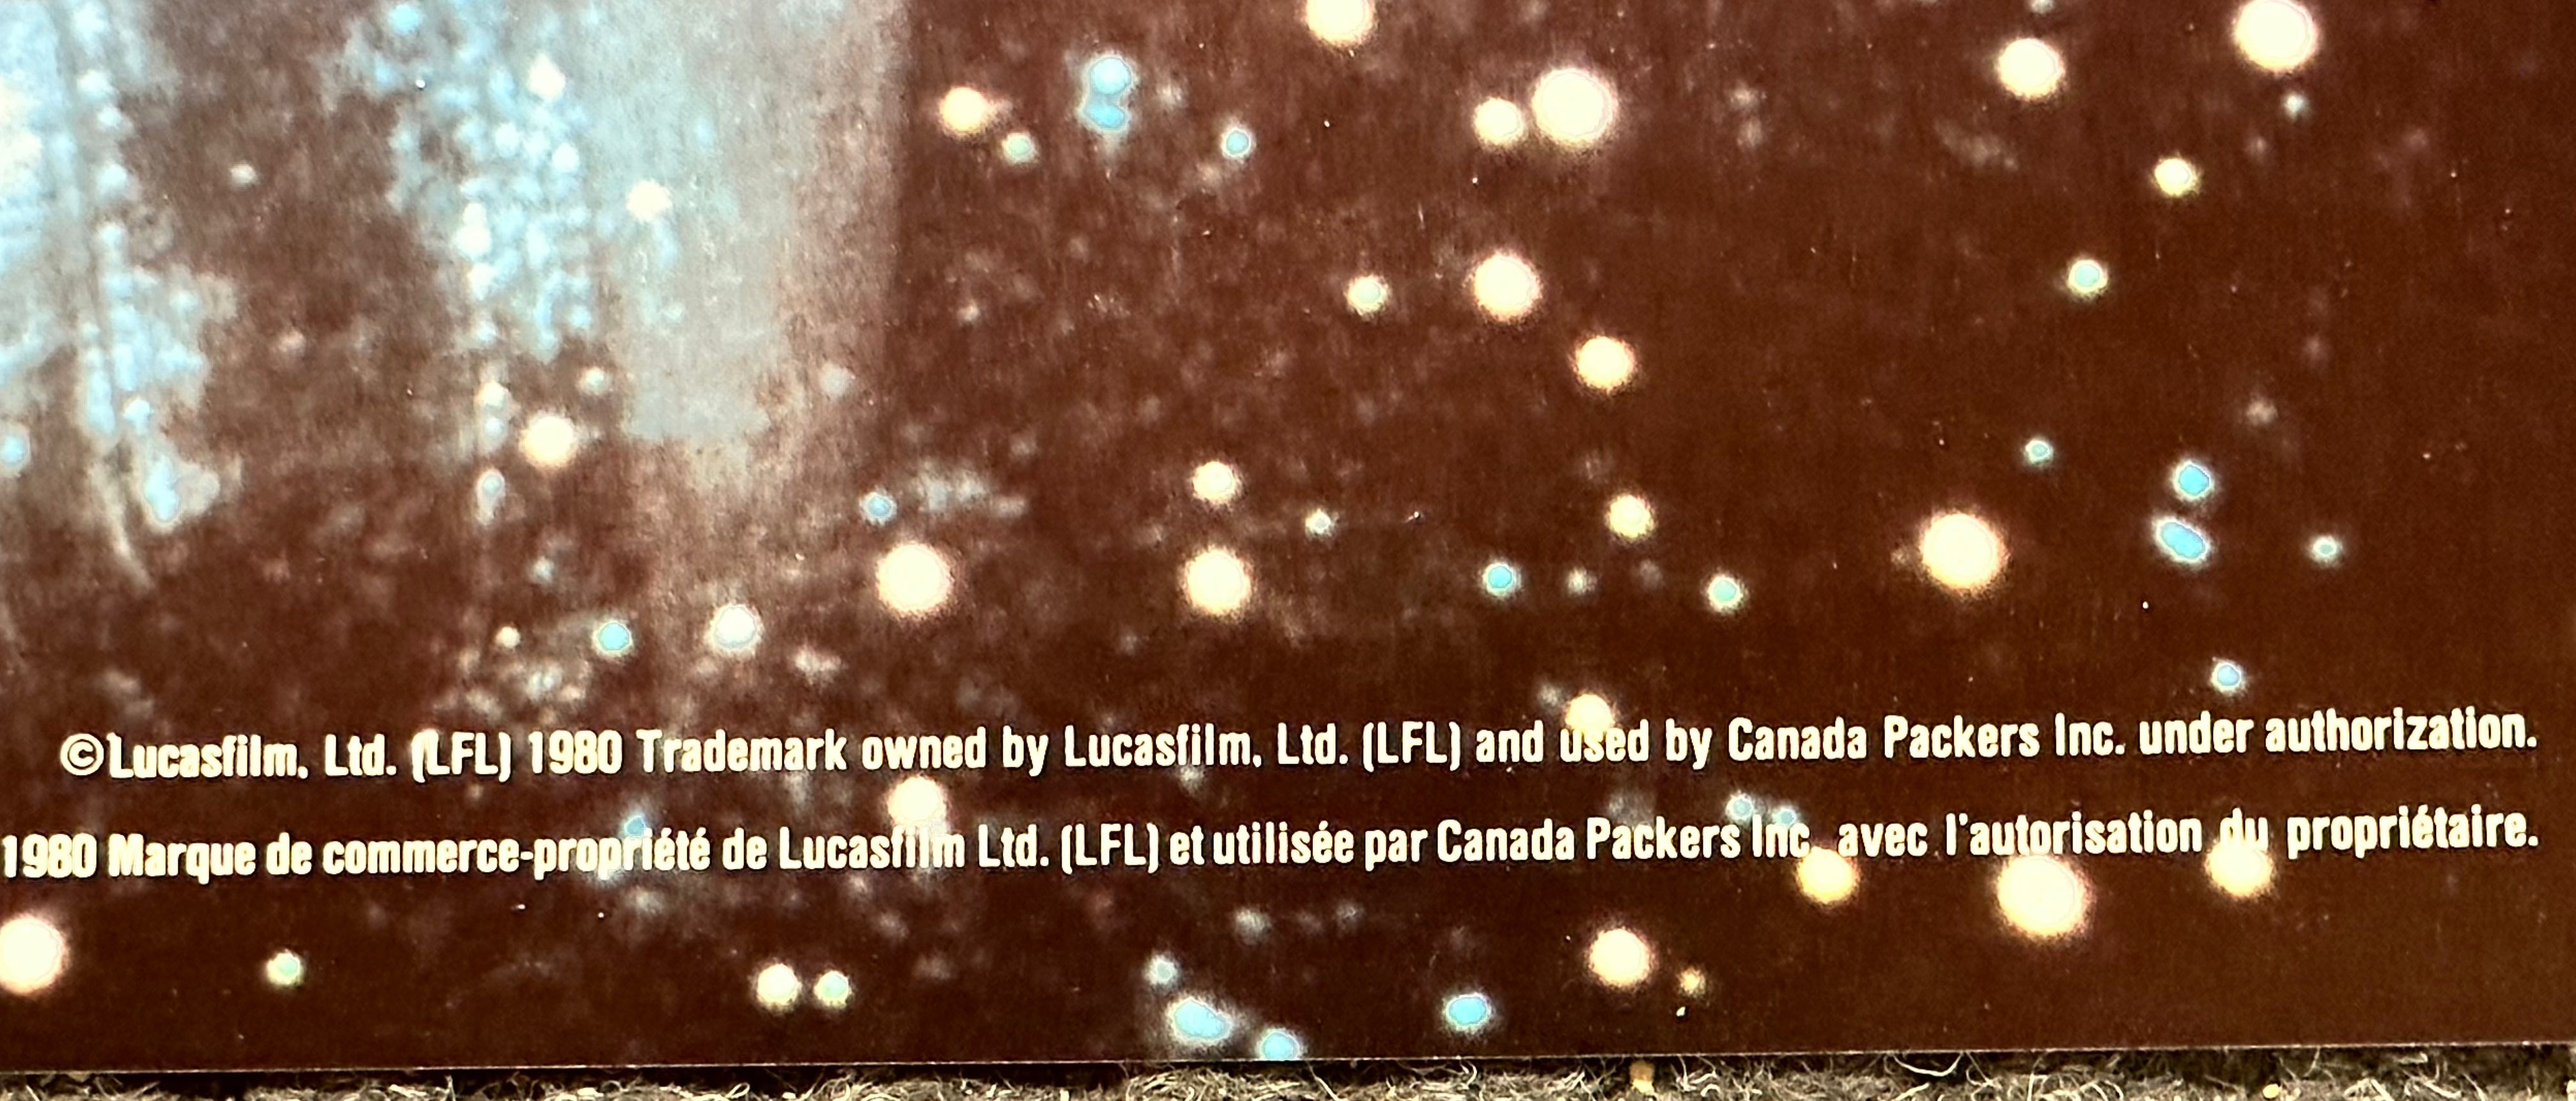 ©Lucasfilm, Ltd. (LFL) 1980 Trademark owned by Lucasfilm, Ltd. (LFL) and used by Canada Packers Inc. under authorization.
1980 Marque de commerce-propriété de Lucasfilm Ltd. (LFL) et utilisée par Canada Packers Inc. avec l'autorisation du propriétaire.